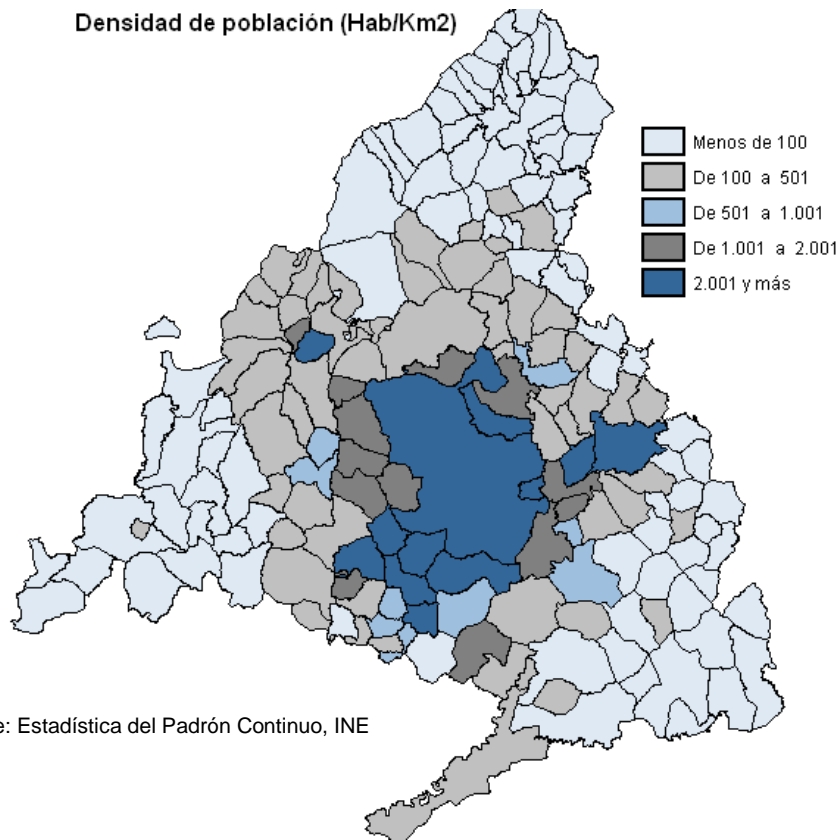 Densidad de población (Hab/Km2)
Menos de 100
De 100 a 501
De 501 a 1.001
De 1.001 a 2.001
2.001 y más
e: Estadística del Padrón Continuo, INE